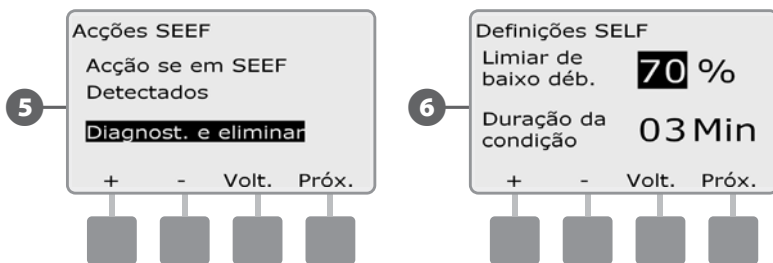 5
Acções SEEF
Acção se em SEEF
Detectados
Diagnost. e eliminar
+ - Volt. Próx.
6
Definições SELF
Limiar de
baixo déb. 70 %
Duração da
condição 03 Min
+ - Volt. Próx.